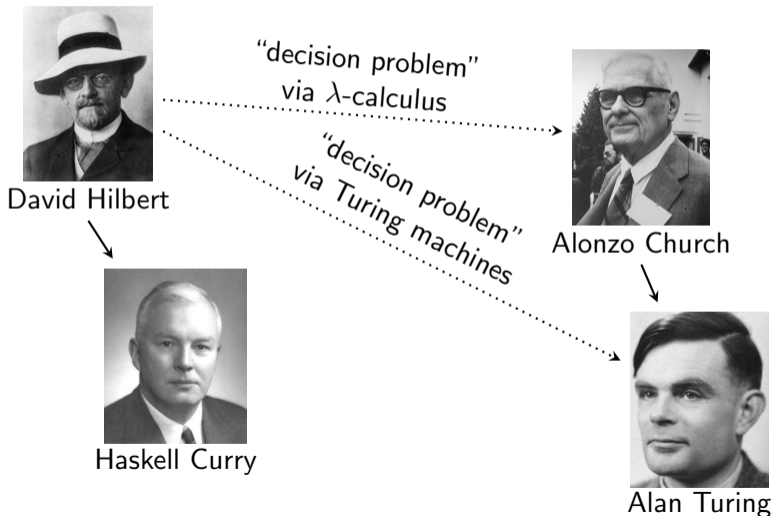 “decision problem”
via λ-calculus
David Hilbert
“decision problem”
via Turing machines
Alonzo Church
Haskell Curry
Alan Turing